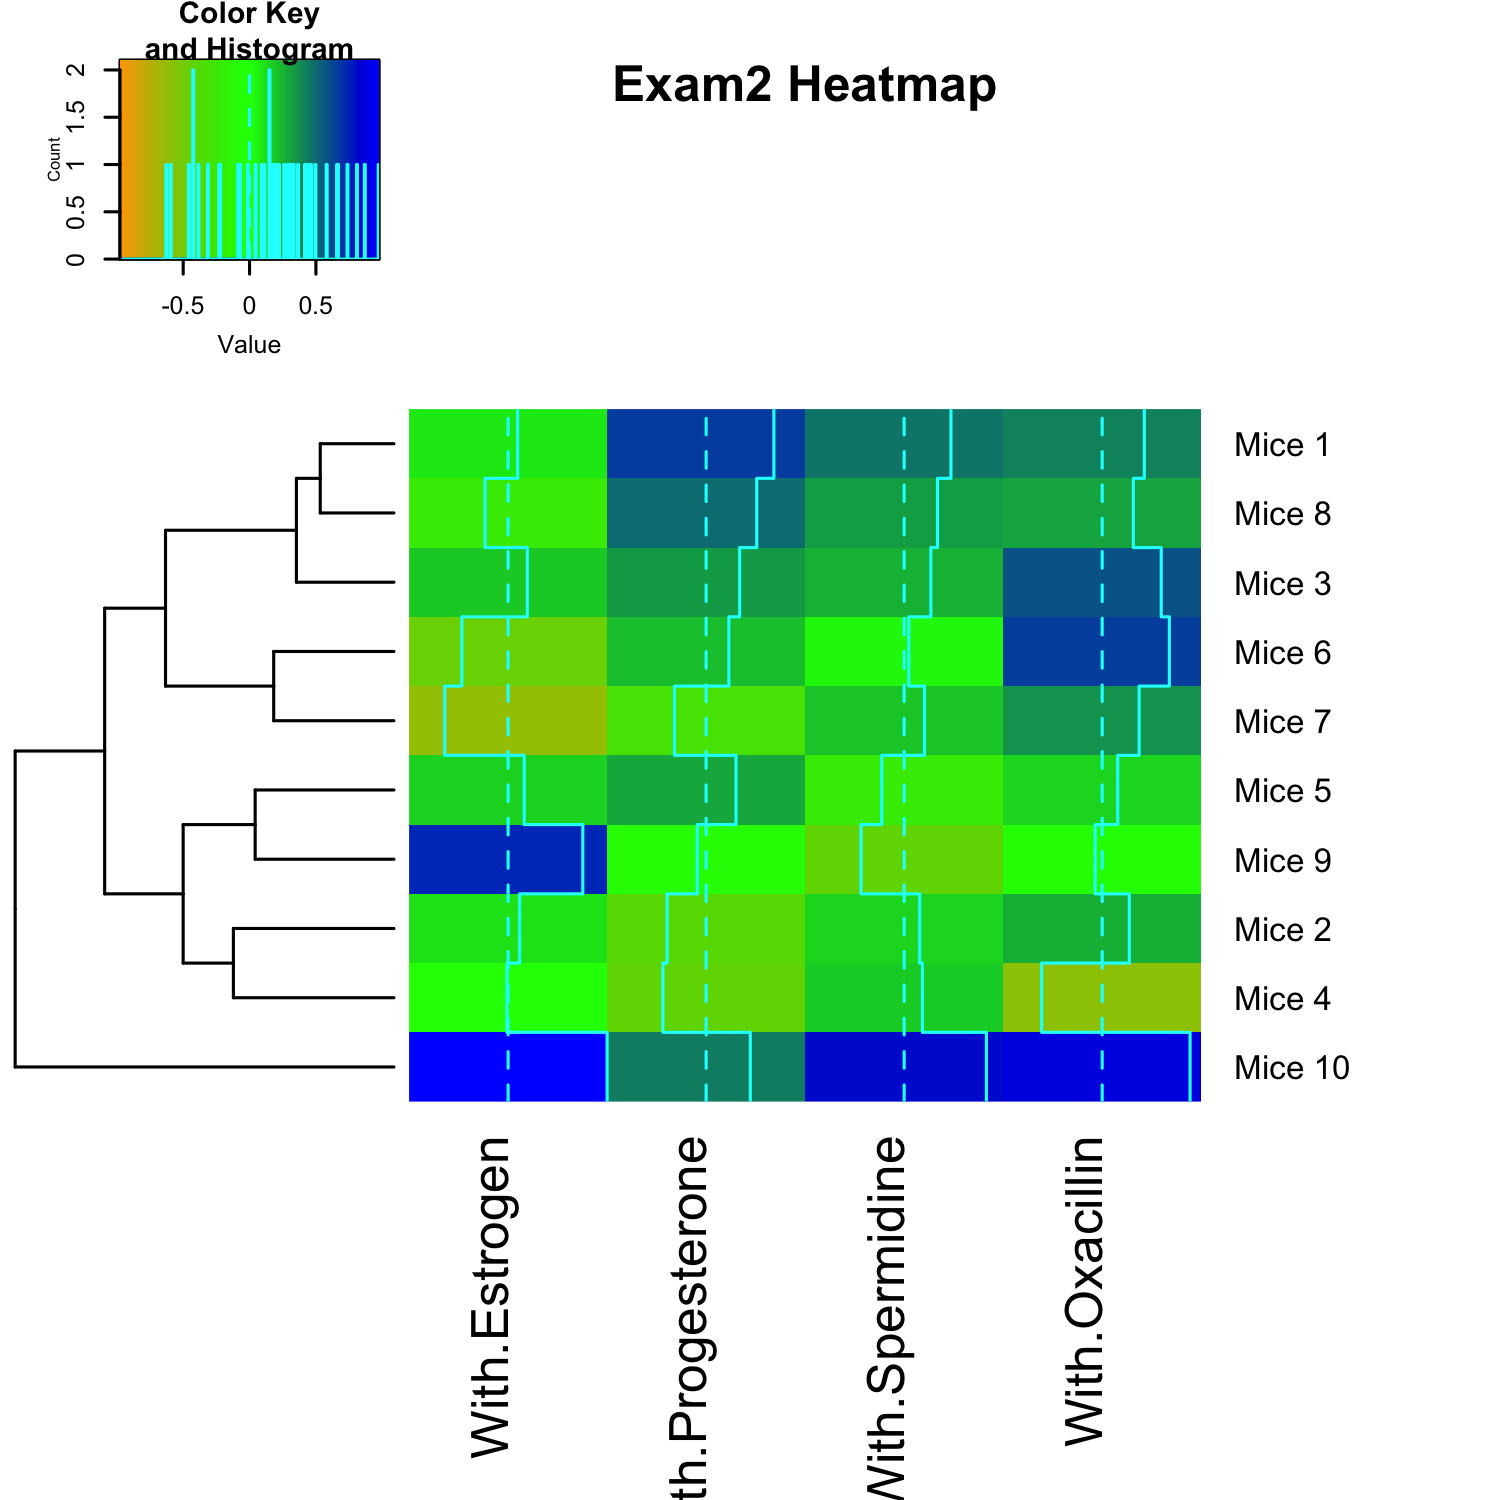 Color Key
and Histogram
Exam2 Heatmap
Count
2
1.5
1
0.5
0
-0.5 0 0.5
Value
Mice 1
Mice 8
Mice 3
Mice 6
Mice 7
Mice 5
Mice 9
Mice 2
Mice 4
Mice 10
With.Estrogen
th.Progesterone
With.Spermidine
With.Oxacillin